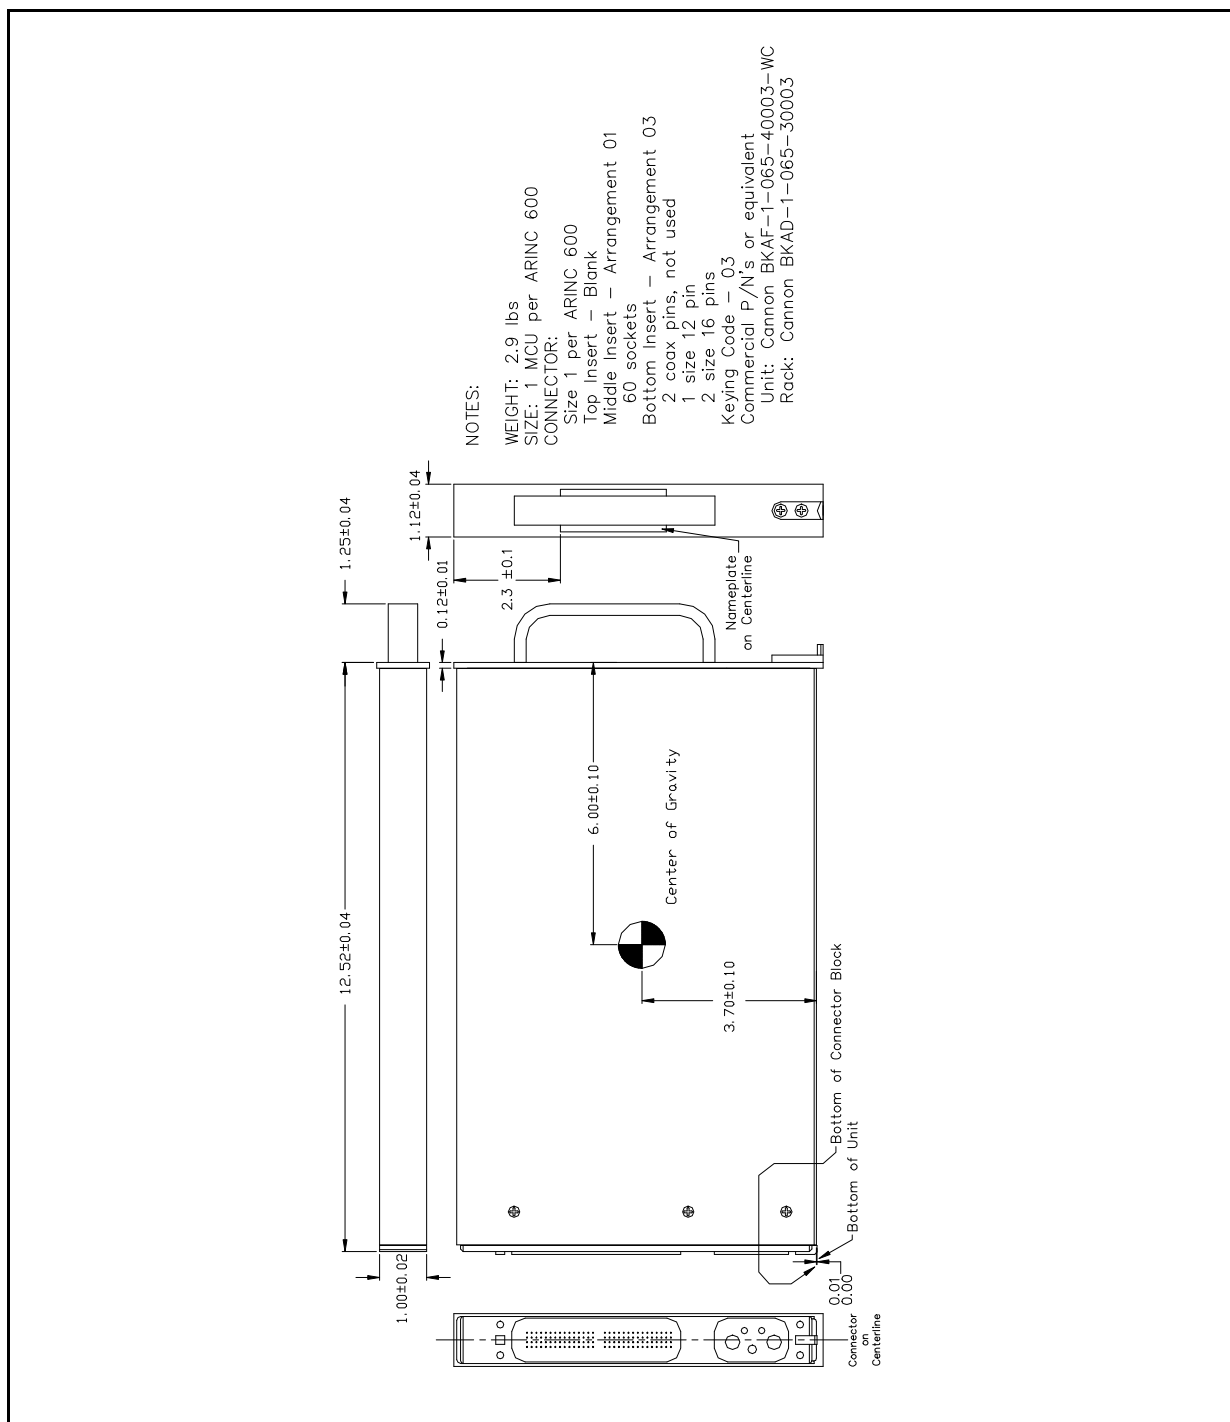 NOTES:
WEIGHT: 2.9 lbs
SIZE: 1 MCU per ARINC 600
CONNECTOR:
Size 1 per ARINC 600
Top Insert – Blank
Middle Insert – Arrangement 01
60 sockets
Bottom Insert – Arrangement 03
2 coax pins, not used
1 size 12 pin
2 size 16 pins
Keying Code – 03
Commercial P/N's or equivalent
Unit: Cannon BKAF–1–065–40003–WC
Rack: Cannon BKAD–1–065–30003
1.25±0.04
12.52±0.04
1.00±0.02
1.12±0.04
0.12±0.01
2.3 ±0.1
Nameplate
on Centerline
6.00±0.10
Center of Gravity
3.70±0.10
Bottom of Connector Block
Bottom of Unit
0.01
0.00
Connector
on
Centerline